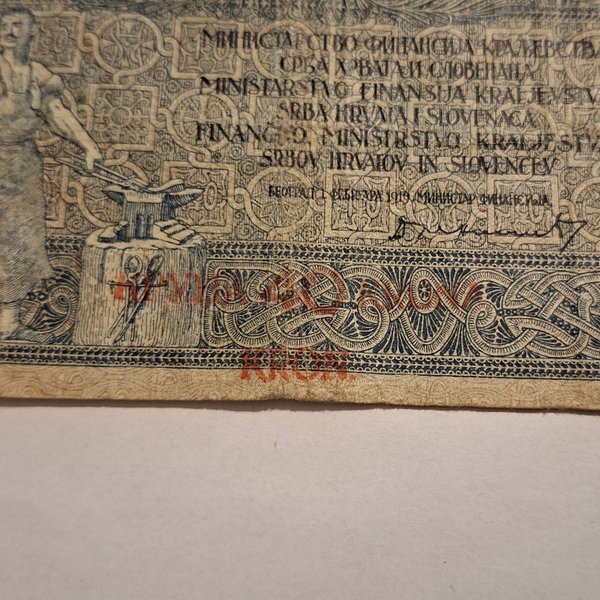 МИНИСТАРСТВО ФИНАНСИЈА КРАЉЕВСТВА
СРБА ХРВАТА И СЛОВЕНАЦА
MINISTARSTVO FINANSIJA KRALJEVSTVA
SRBA HRVATA I SLOVENACA
FINANČNO MINISTRSTVO KRALJESTVA
SRBOV HRVATOV IN SLOVENCEV
БЕОГРАД 1 ФЕБРУАРА 1919. МИНИСТАР ФИНАНСИЈА,
KRON.